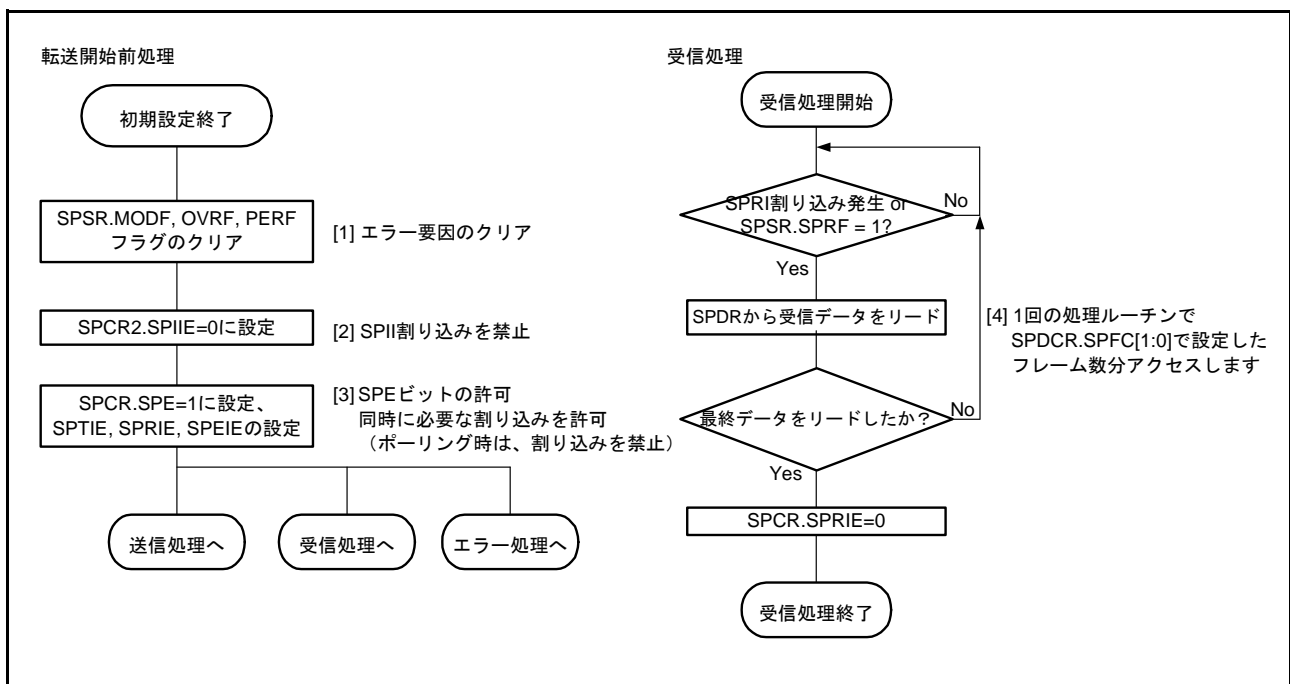 転送開始前処理
初期設定終了
SPSR.MODF, OVRF, PERF
フラグのクリア
[1] エラー要因のクリア
SPCR2.SPIIE=0に設定
[2] SPII割り込みを禁止
SPCR.SPE=1に設定、
SPTIE, SPRIE, SPEIEの設定
[3] SPEビットの許可
同時に必要な割り込みを許可
（ポーリング時は、割り込みを禁止）
送信処理へ
受信処理へ
エラー処理へ
受信処理
受信処理開始
SPRI割り込み発生 or
SPSR.SPRF = 1?
No
Yes
SPDRから受信データをリード
[4] 1回の処理ルーチンで
SPDCR.SPFC[1:0]で設定した
フレーム数分アクセスします
最終データをリードしたか？
No
Yes
SPCR.SPRIE=0
受信処理終了